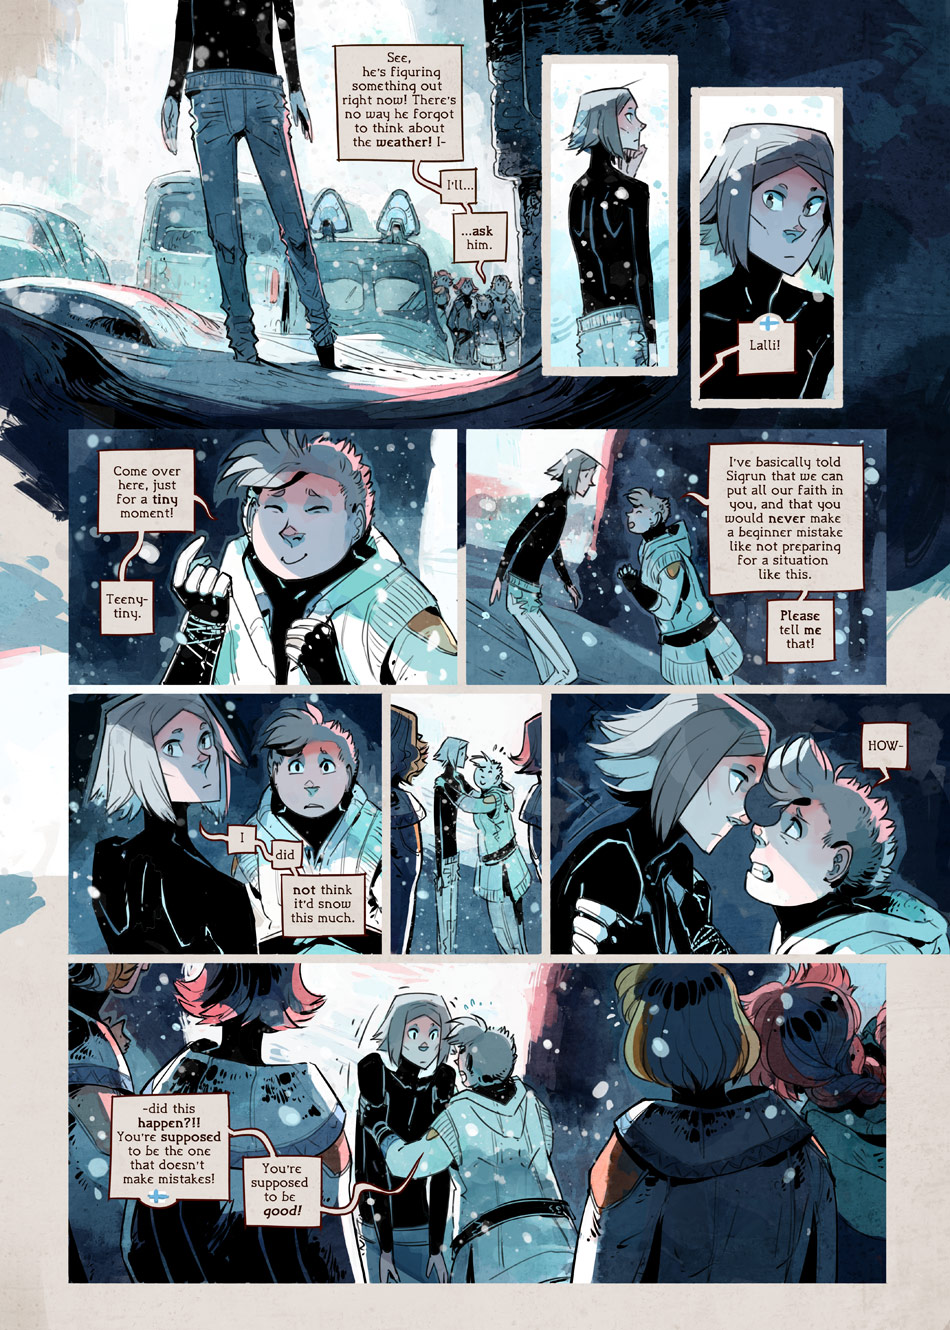 See,
he's figuring
something out
right now! There's
no way he forgot
to think about
the weather! I-
I'll...
...ask
him.
Lalli!
Come over
here, just
for a tiny
moment!
Teeny-
tiny.
I've basically told
Sigrun that we can
put all our faith in
you, and that you
would never make
a beginner mistake
like not preparing
for a situation
like this.
Please
tell me
that!
I
did
not think
it'd snow
this much.
HOW-
-did this
happen?!!
You're supposed
to be the one
that doesn't
make mistakes!
You're
supposed
to be
good!